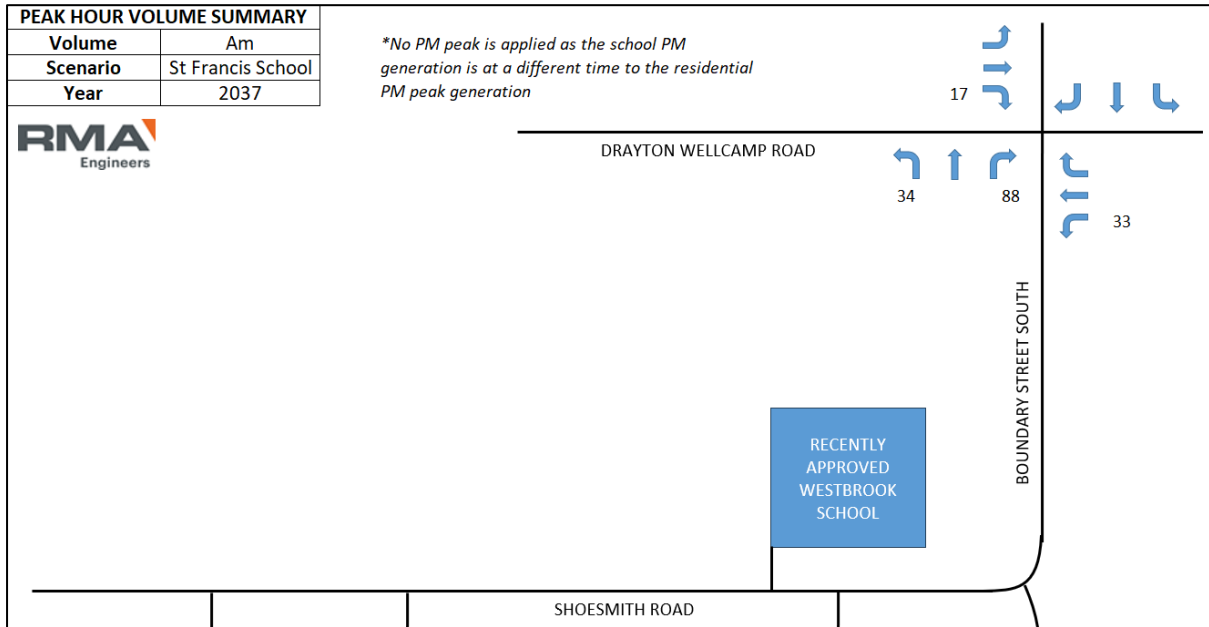 PEAK HOUR VOLUME SUMMARY
Volume Am
Scenario St Francis School
Year 2037
*No PM peak is applied as the school PM
generation is at a different time to the residential
PM peak generation
RMA
Engineers
17
DRAYTON WELLCAMP ROAD
34 88
33
BOUNDARY STREET SOUTH
RECENTLY
APPROVED
WESTBROOK
SCHOOL
SHOESMITH ROAD